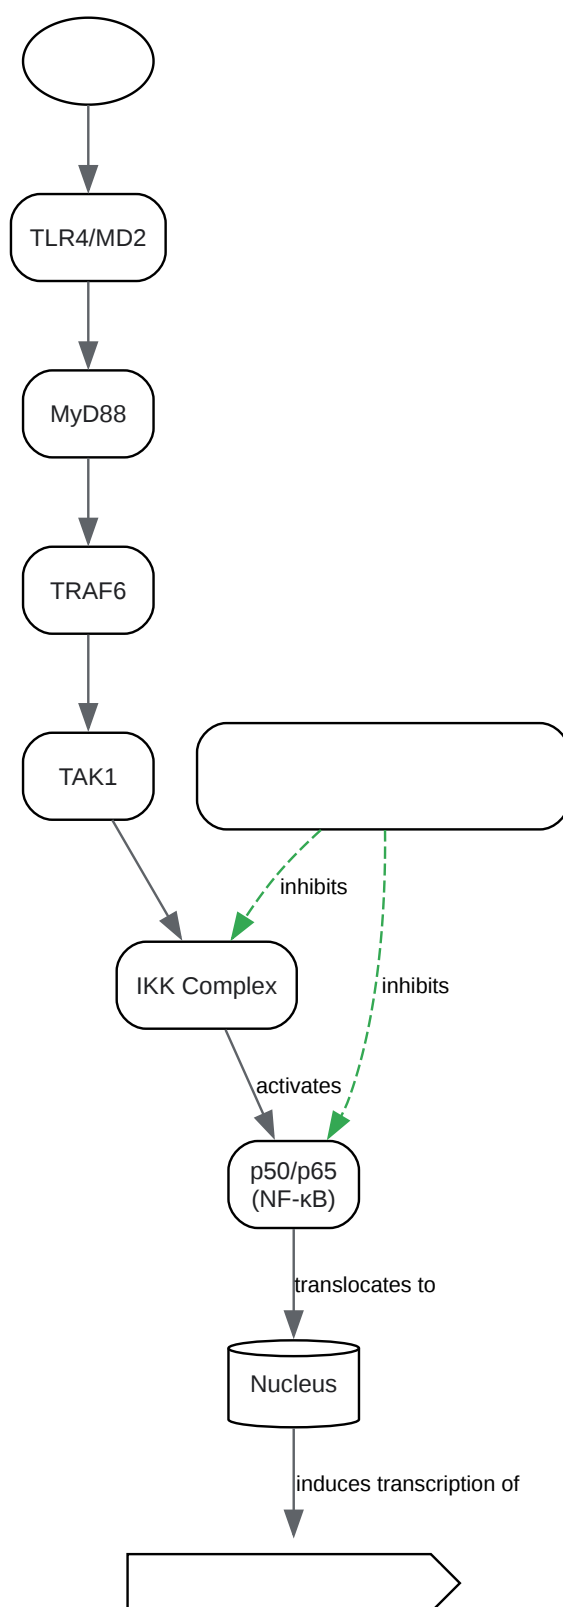 TLR4/MD2
MyD88
TRAF6
TAK1
inhibits
IKK Complex
inhibits
activates
p50/p65
(NF-κB)
translocates to
Nucleus
induces transcription of